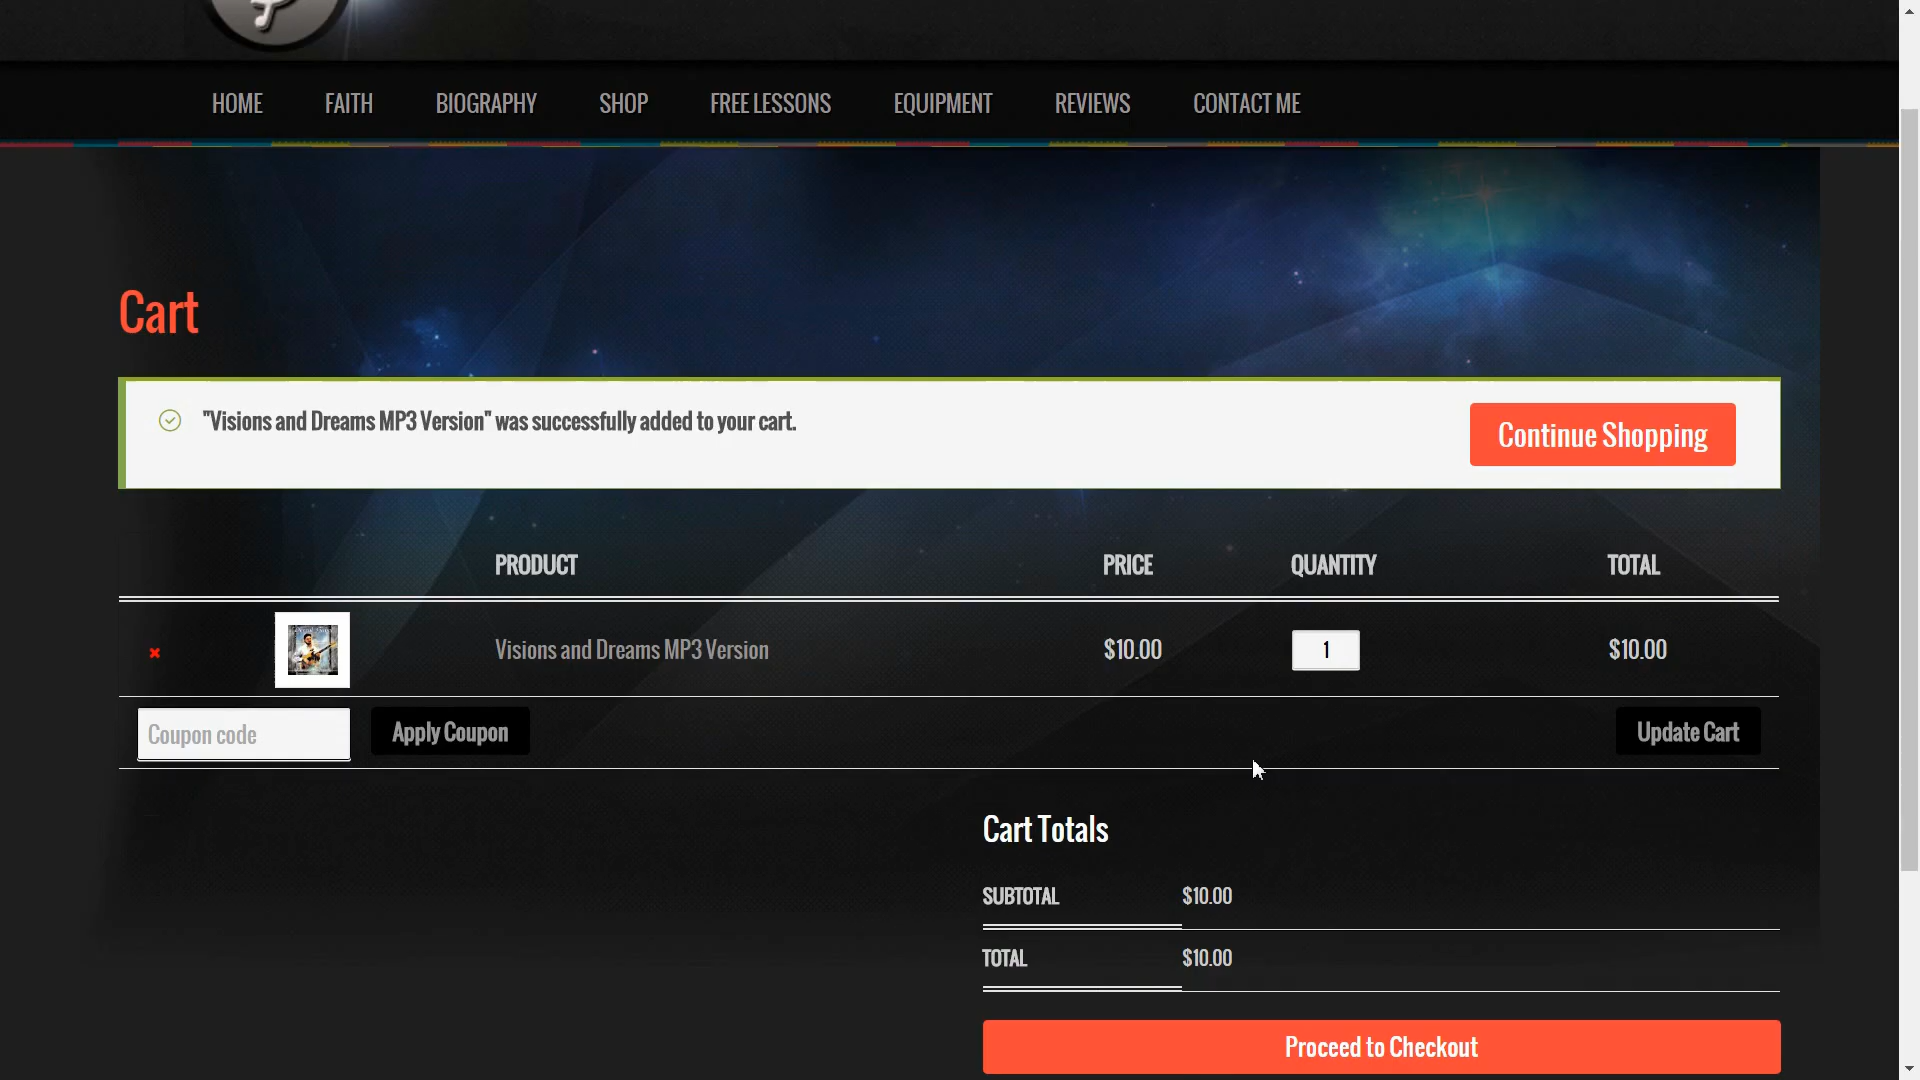 HOME FAITH BIOGRAPHY SHOP FREE LESSONS EQUIPMENT REVIEWS CONTACT ME
Cart
"Visions and Dreams MP3 Version" was successfully added to your cart.
Continue Shopping
PRODUCT PRICE QUANTITY TOTAL
Visions and Dreams MP3 Version $10.00 1 $10.00
Coupon code Apply Coupon Update Cart
Cart Totals
SUBTOTAL $10.00
TOTAL $10.00
Proceed to Checkout